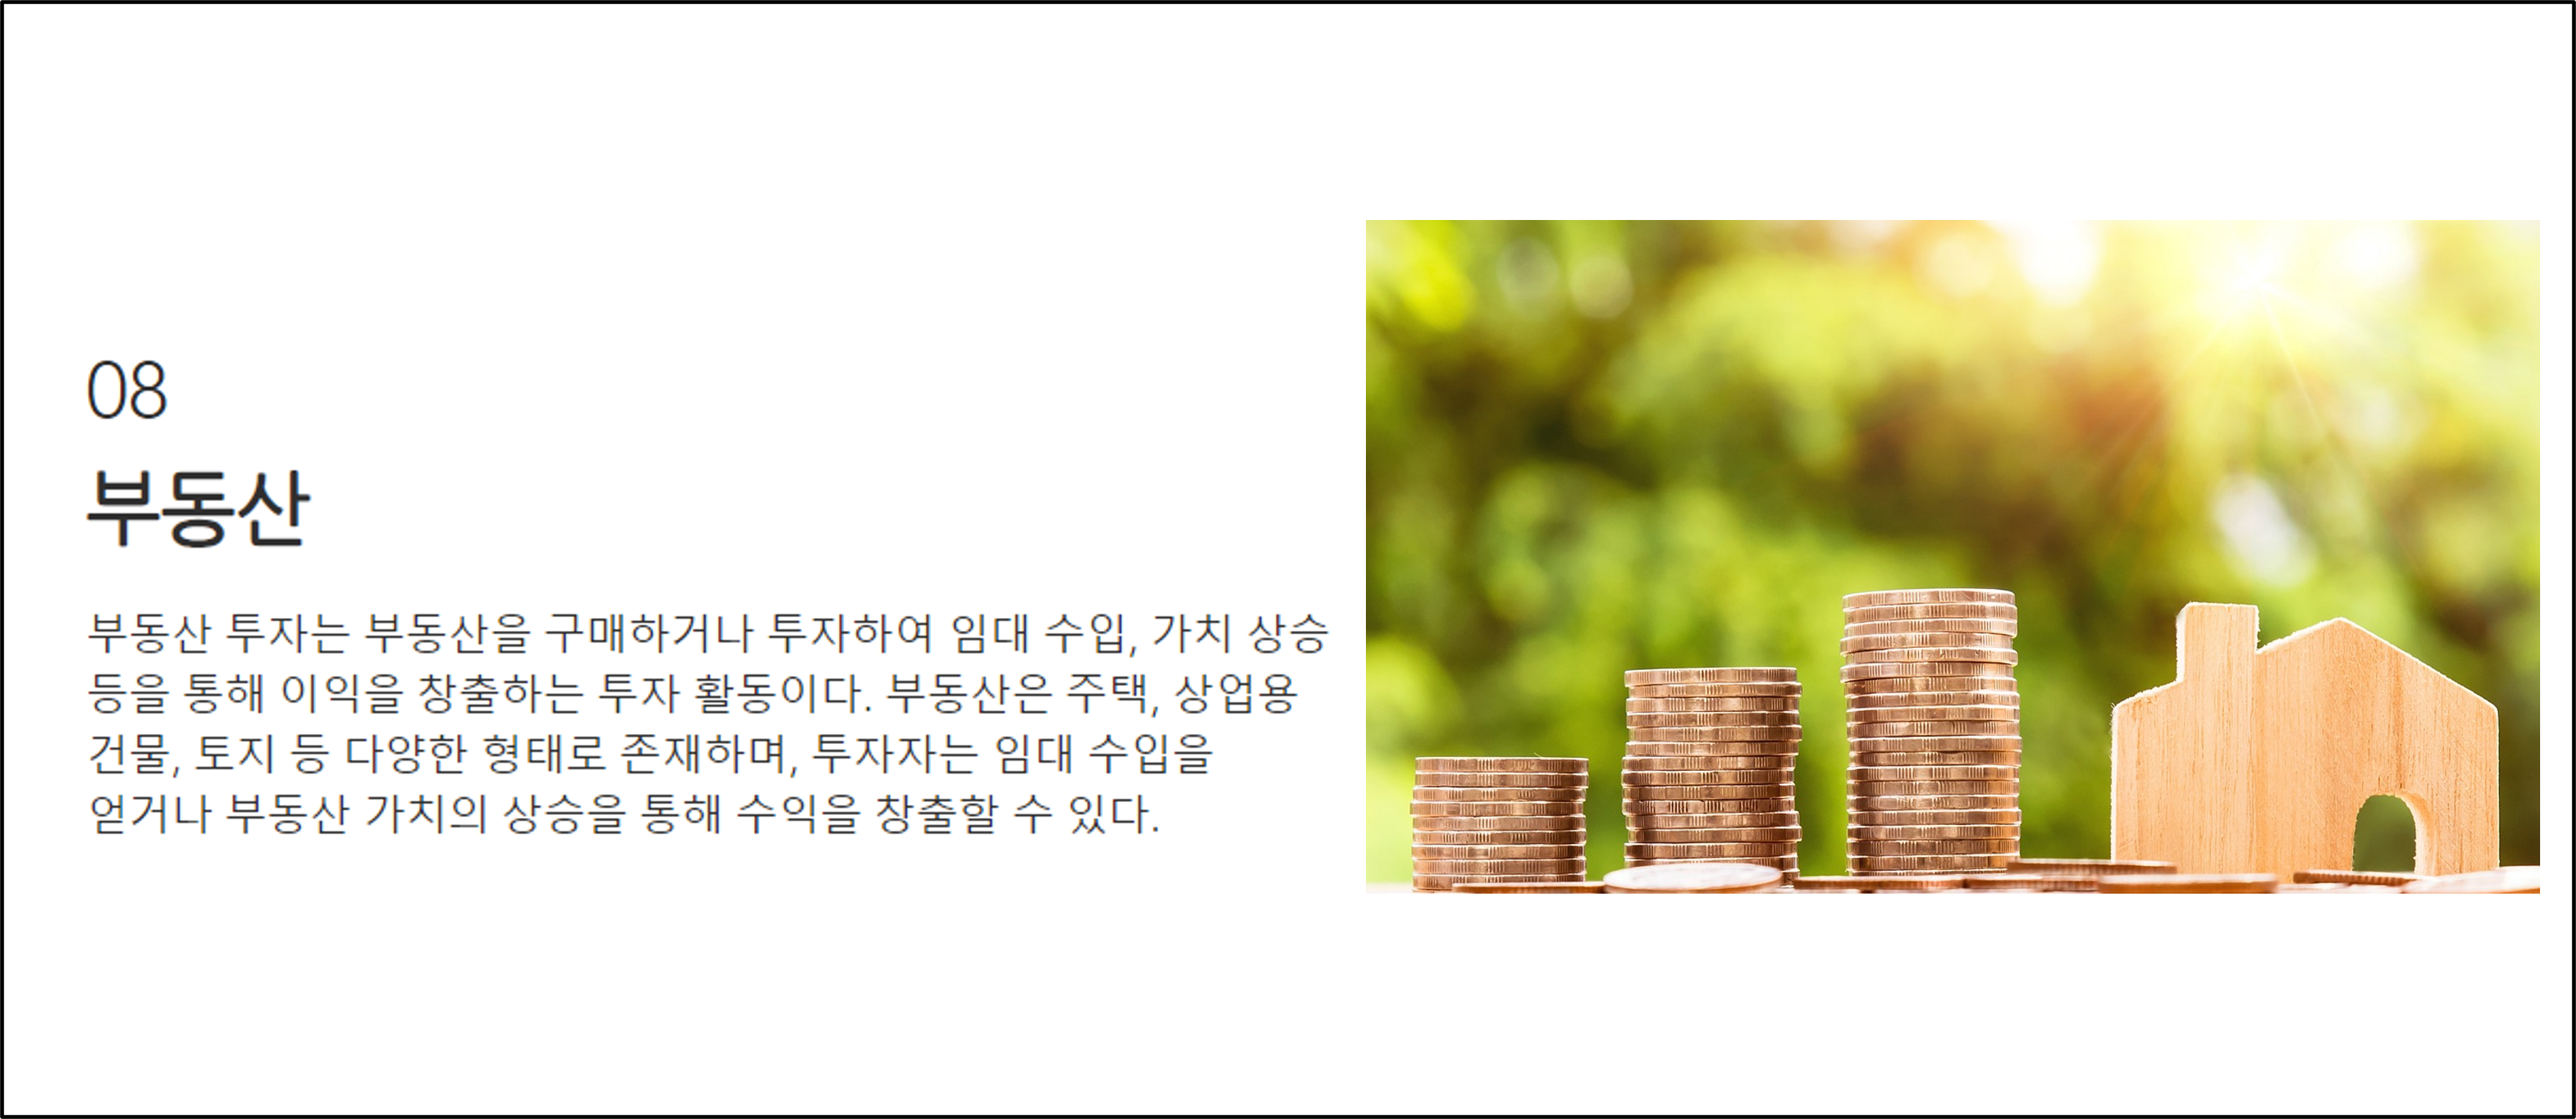 08
부동산
부동산 투자는 부동산을 구매하거나 투자하여 임대 수입, 가치 상승
등을 통해 이익을 창출하는 투자 활동이다. 부동산은 주택, 상업용
건물, 토지 등 다양한 형태로 존재하며, 투자자는 임대 수입을
얻거나 부동산 가치의 상승을 통해 수익을 창출할 수 있다.